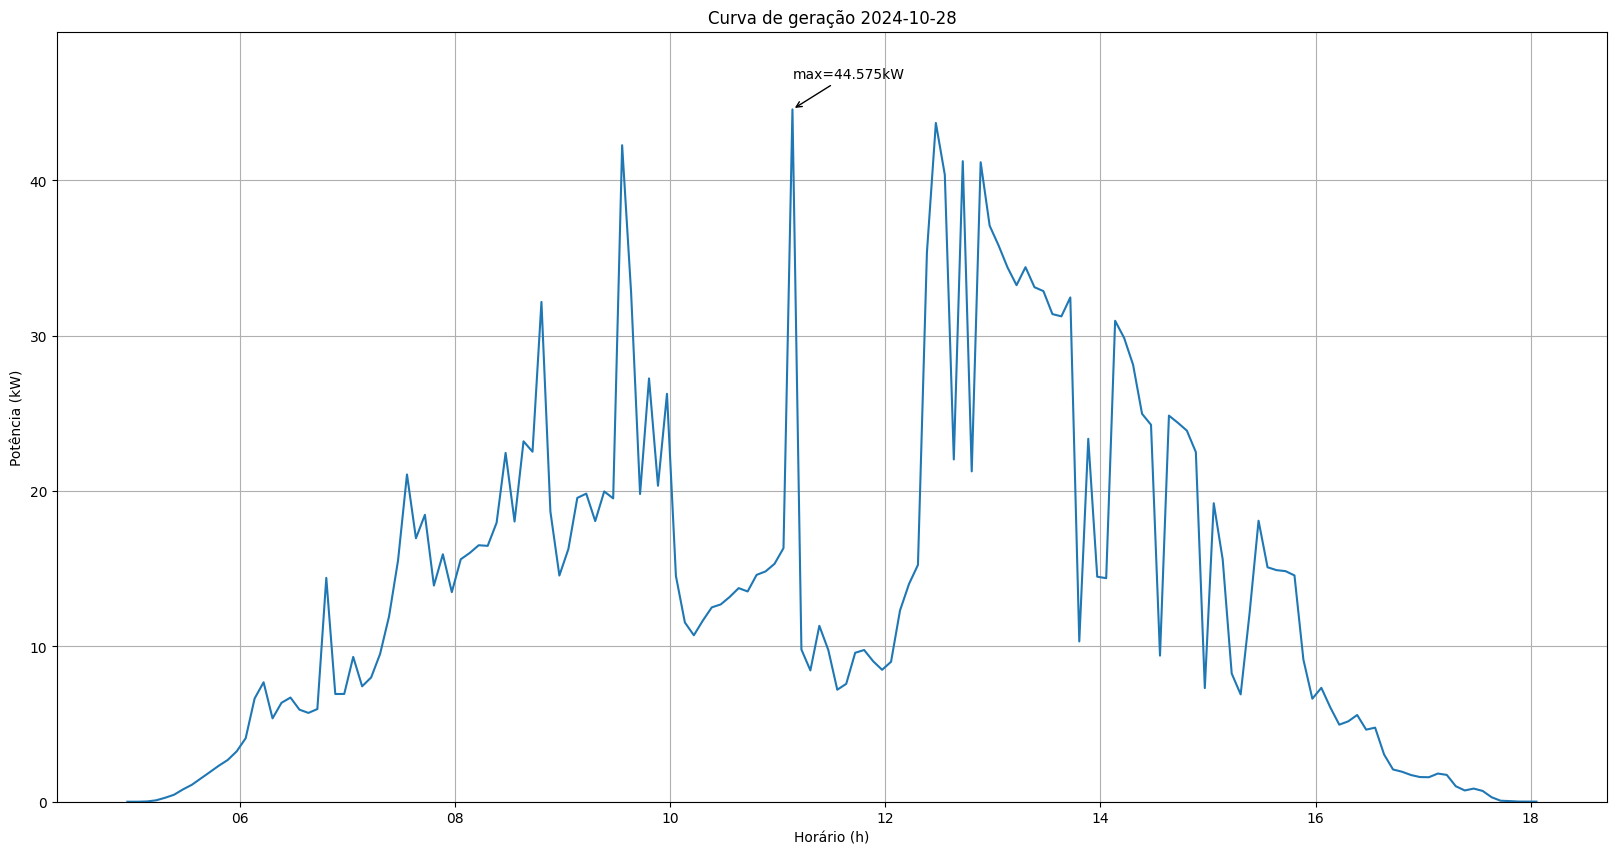 Curva de geração 2024-10-28
max=44.575kW
40
30
20
10
0
Potência (kW)
06 08 10 12 14 16 18
Horário (h)